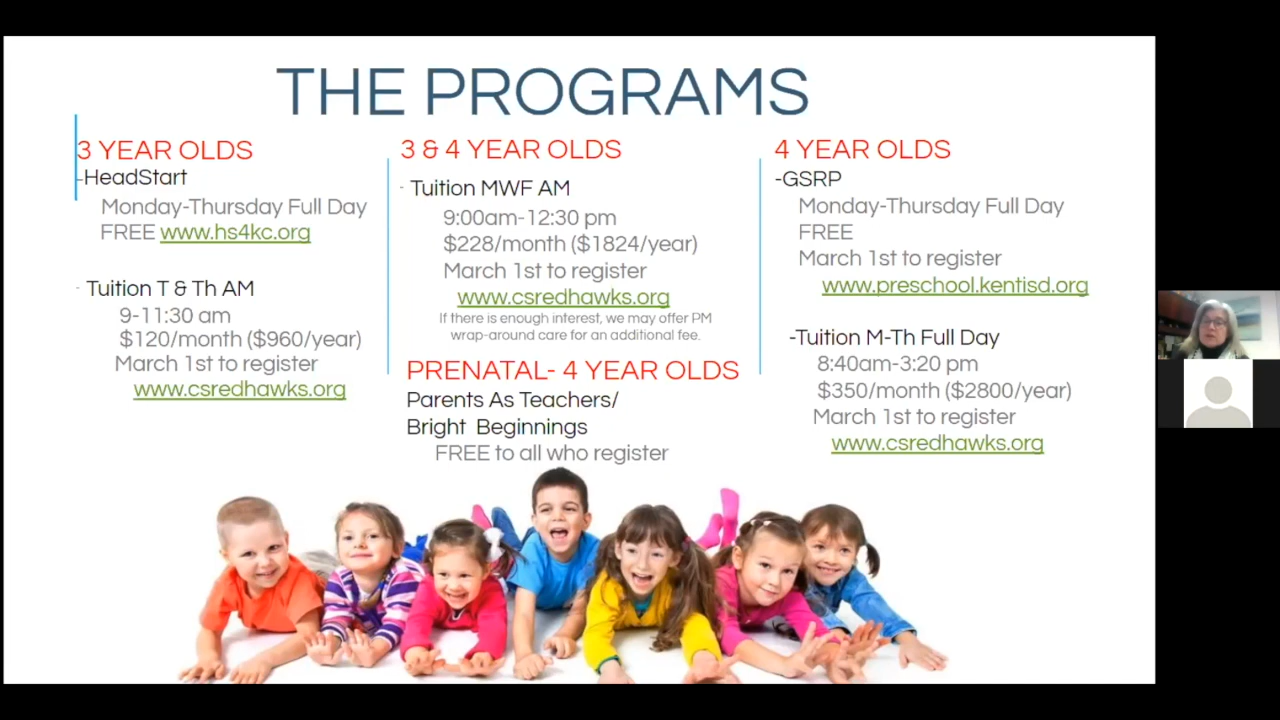 THE PROGRAMS
3 YEAR OLDS
-HeadStart
Monday-Thursday Full Day
FREE www.hs4kc.org
- Tuition T & Th AM
9-11:30 am
$120/month ($960/year)
March 1st to register
www.csredhawks.org
3 & 4 YEAR OLDS
- Tuition MWF AM
9:00am-12:30 pm
$228/month ($1824/year)
March 1st to register
www.csredhawks.org
If there is enough interest, we may offer PM
wrap-around care for an additional fee.
PRENATAL- 4 YEAR OLDS
Parents As Teachers/
Bright Beginnings
FREE to all who register
4 YEAR OLDS
-GSRP
Monday-Thursday Full Day
FREE
March 1st to register
www.preschool.kentisd.org
-Tuition M-Th Full Day
8:40am-3:20 pm
$350/month ($2800/year)
March 1st to register
www.csredhawks.org